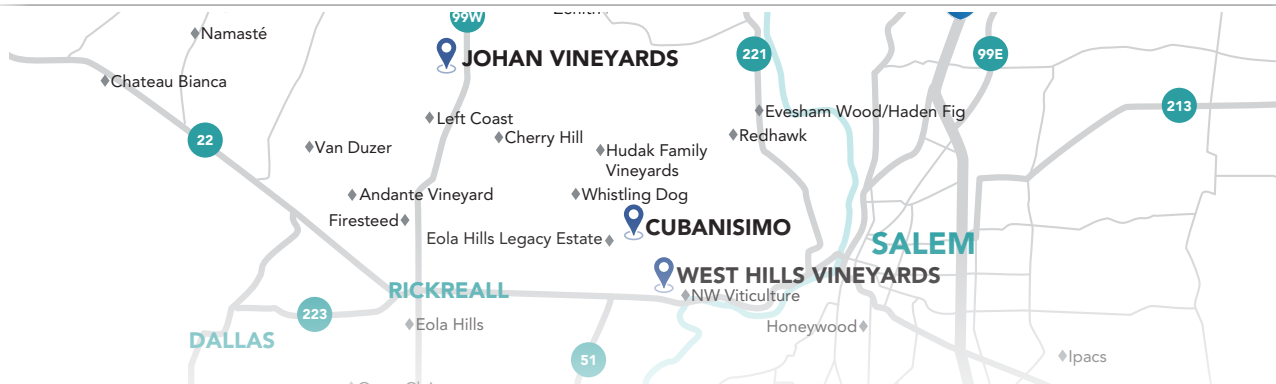 99W
Zenith
Namasté
JOHAN VINEYARDS
221
99E
Chateau Bianca
213
Left Coast
Evesham Wood/Haden Fig
22
Cherry Hill
Redhawk
Van Duzer
Hudak Family
Vineyards
Andante Vineyard
Whistling Dog
Firesteed
CUBANISIMO
Eola Hills Legacy Estate
SALEM
WEST HILLS VINEYARDS
RICKREALL
NW Viticulture
223
Eola Hills
Honeywood
DALLAS
51
Ipacs